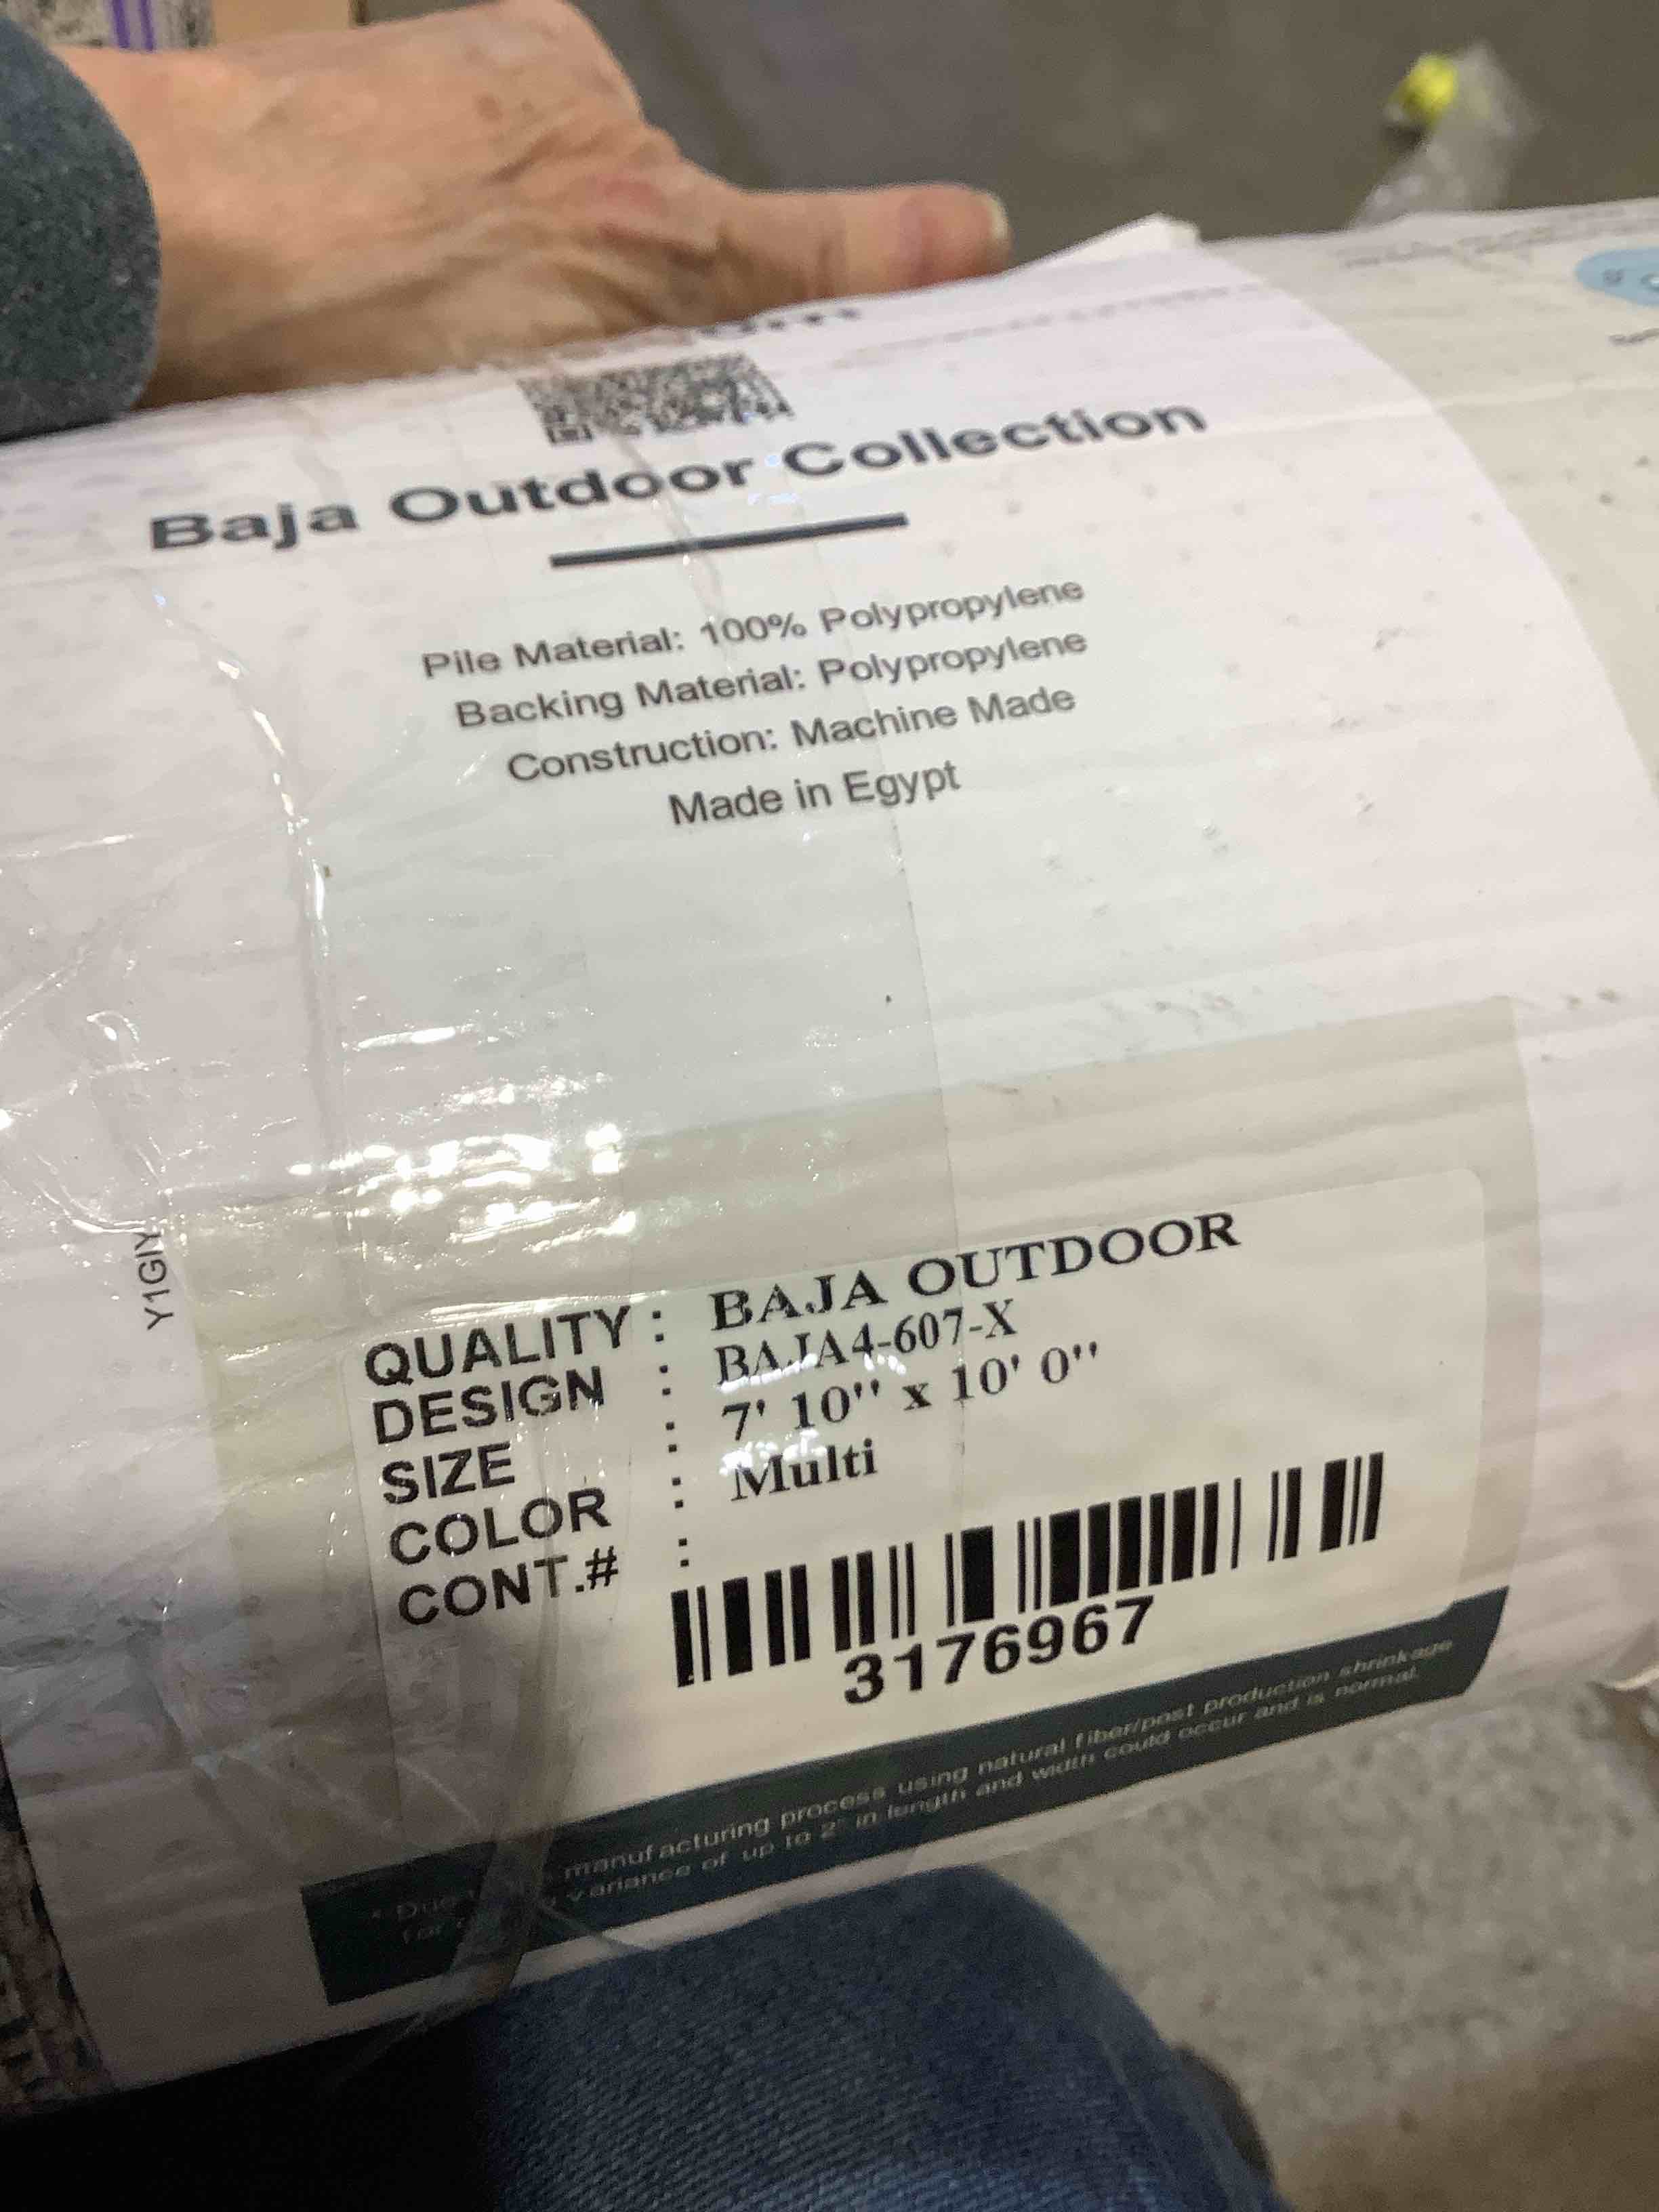 Baja Outdoor Collection
Pile Material: 100% Polypropylene
Backing Material: Polypropylene
Construction: Machine Made
Made in Egypt
Y1GIY
QUALITY : BAJA OUTDOOR
DESIGN : BAJA4-607-X
SIZE : 7' 10'' x 10' 0''
COLOR : Multi
CONT.# :
3176967
• Due manufacturing process using natural fiber/post production shrinkage
for variance of up to 2" in length and width could occur and is normal.